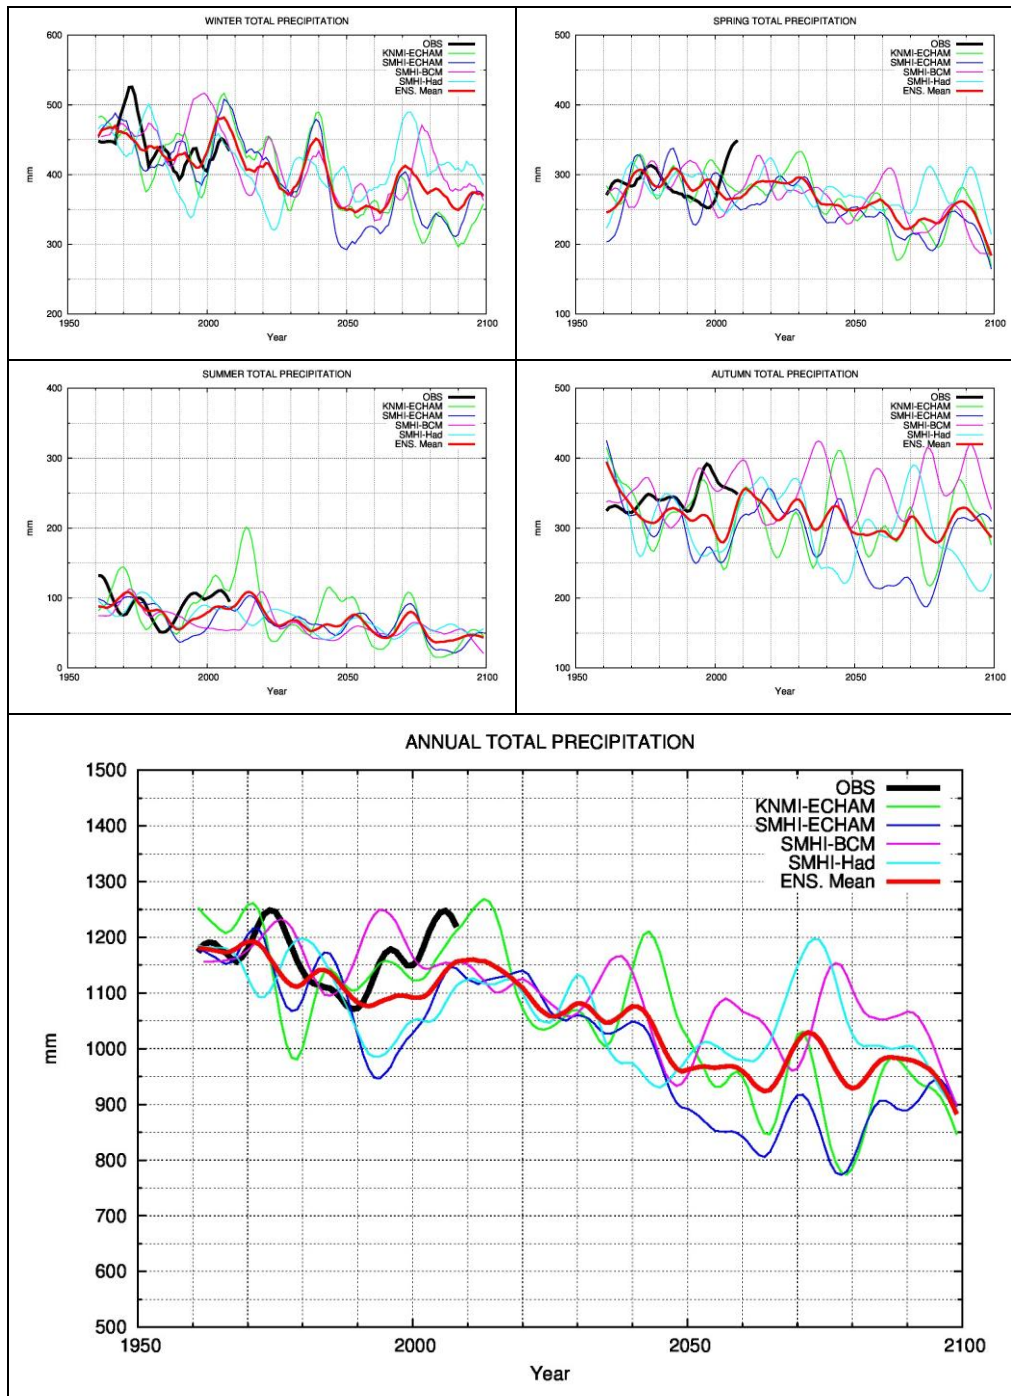 WINTER TOTAL PRECIPITATION
600
500
400
300
200
mm
1950
2000
2050
2100
Year
OBS
KNMI-ECHAM
SMHI-ECHAM
SMHI-BCM
SMHI-Had
ENS. Mean
SPRING TOTAL PRECIPITATION
500
400
300
200
100
mm
1950
2000
2050
2100
Year
OBS
KNMI-ECHAM
SMHI-ECHAM
SMHI-BCM
SMHI-Had
ENS. Mean
SUMMER TOTAL PRECIPITATION
400
300
200
100
0
mm
1950
2000
2050
2100
Year
OBS
KNMI-ECHAM
SMHI-ECHAM
SMHI-BCM
SMHI-Had
ENS. Mean
AUTUMN TOTAL PRECIPITATION
500
400
300
200
100
mm
1950
2000
2050
2100
Year
OBS
KNMI-ECHAM
SMHI-ECHAM
SMHI-BCM
SMHI-Had
ENS. Mean
ANNUAL TOTAL PRECIPITATION
1500
1400
1300
1200
1100
1000
900
800
700
600
500
mm
1950
2000
2050
2100
Year
OBS
KNMI-ECHAM
SMHI-ECHAM
SMHI-BCM
SMHI-Had
ENS. Mean